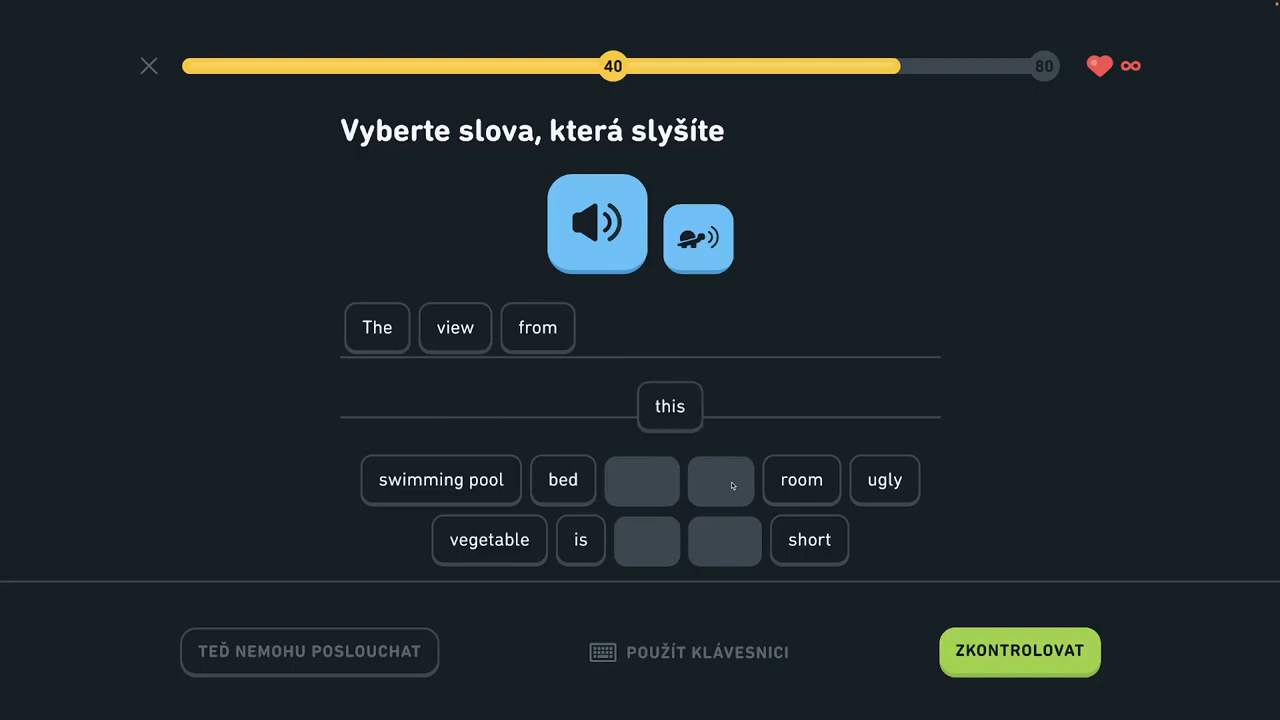 40 80
Vyberte slova, která slyšíte
The view from
this
swimming pool bed room ugly
vegetable is short
TEĎ NEMOHU POSLOUCHAT POUŽÍT KLÁVESNICI ZKONTROLOVAT